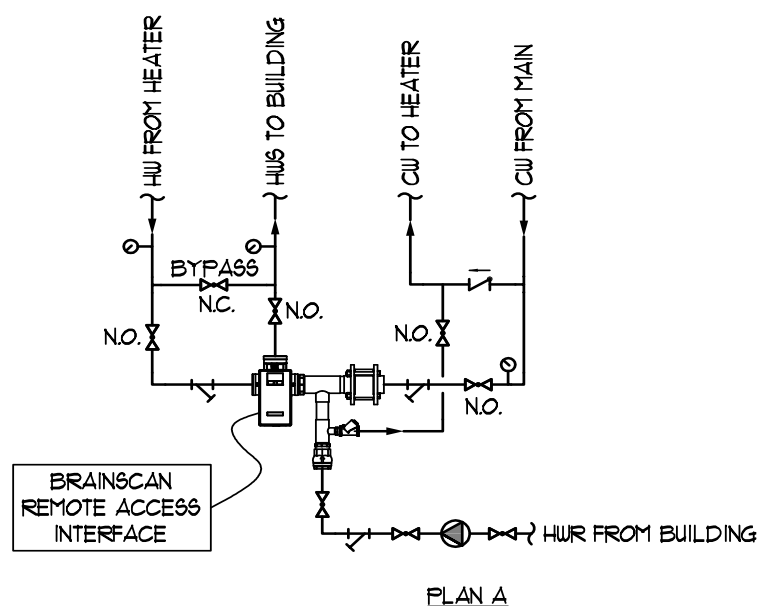 HW FROM HEATER
HWS TO BUILDING
CW TO HEATER
CW FROM MAIN
BYPASS
N.C.
N.O.
N.O.
N.O.
N.O.
BRAINSCAN
REMOTE ACCESS
INTERFACE
HWR FROM BUILDING
PLAN A